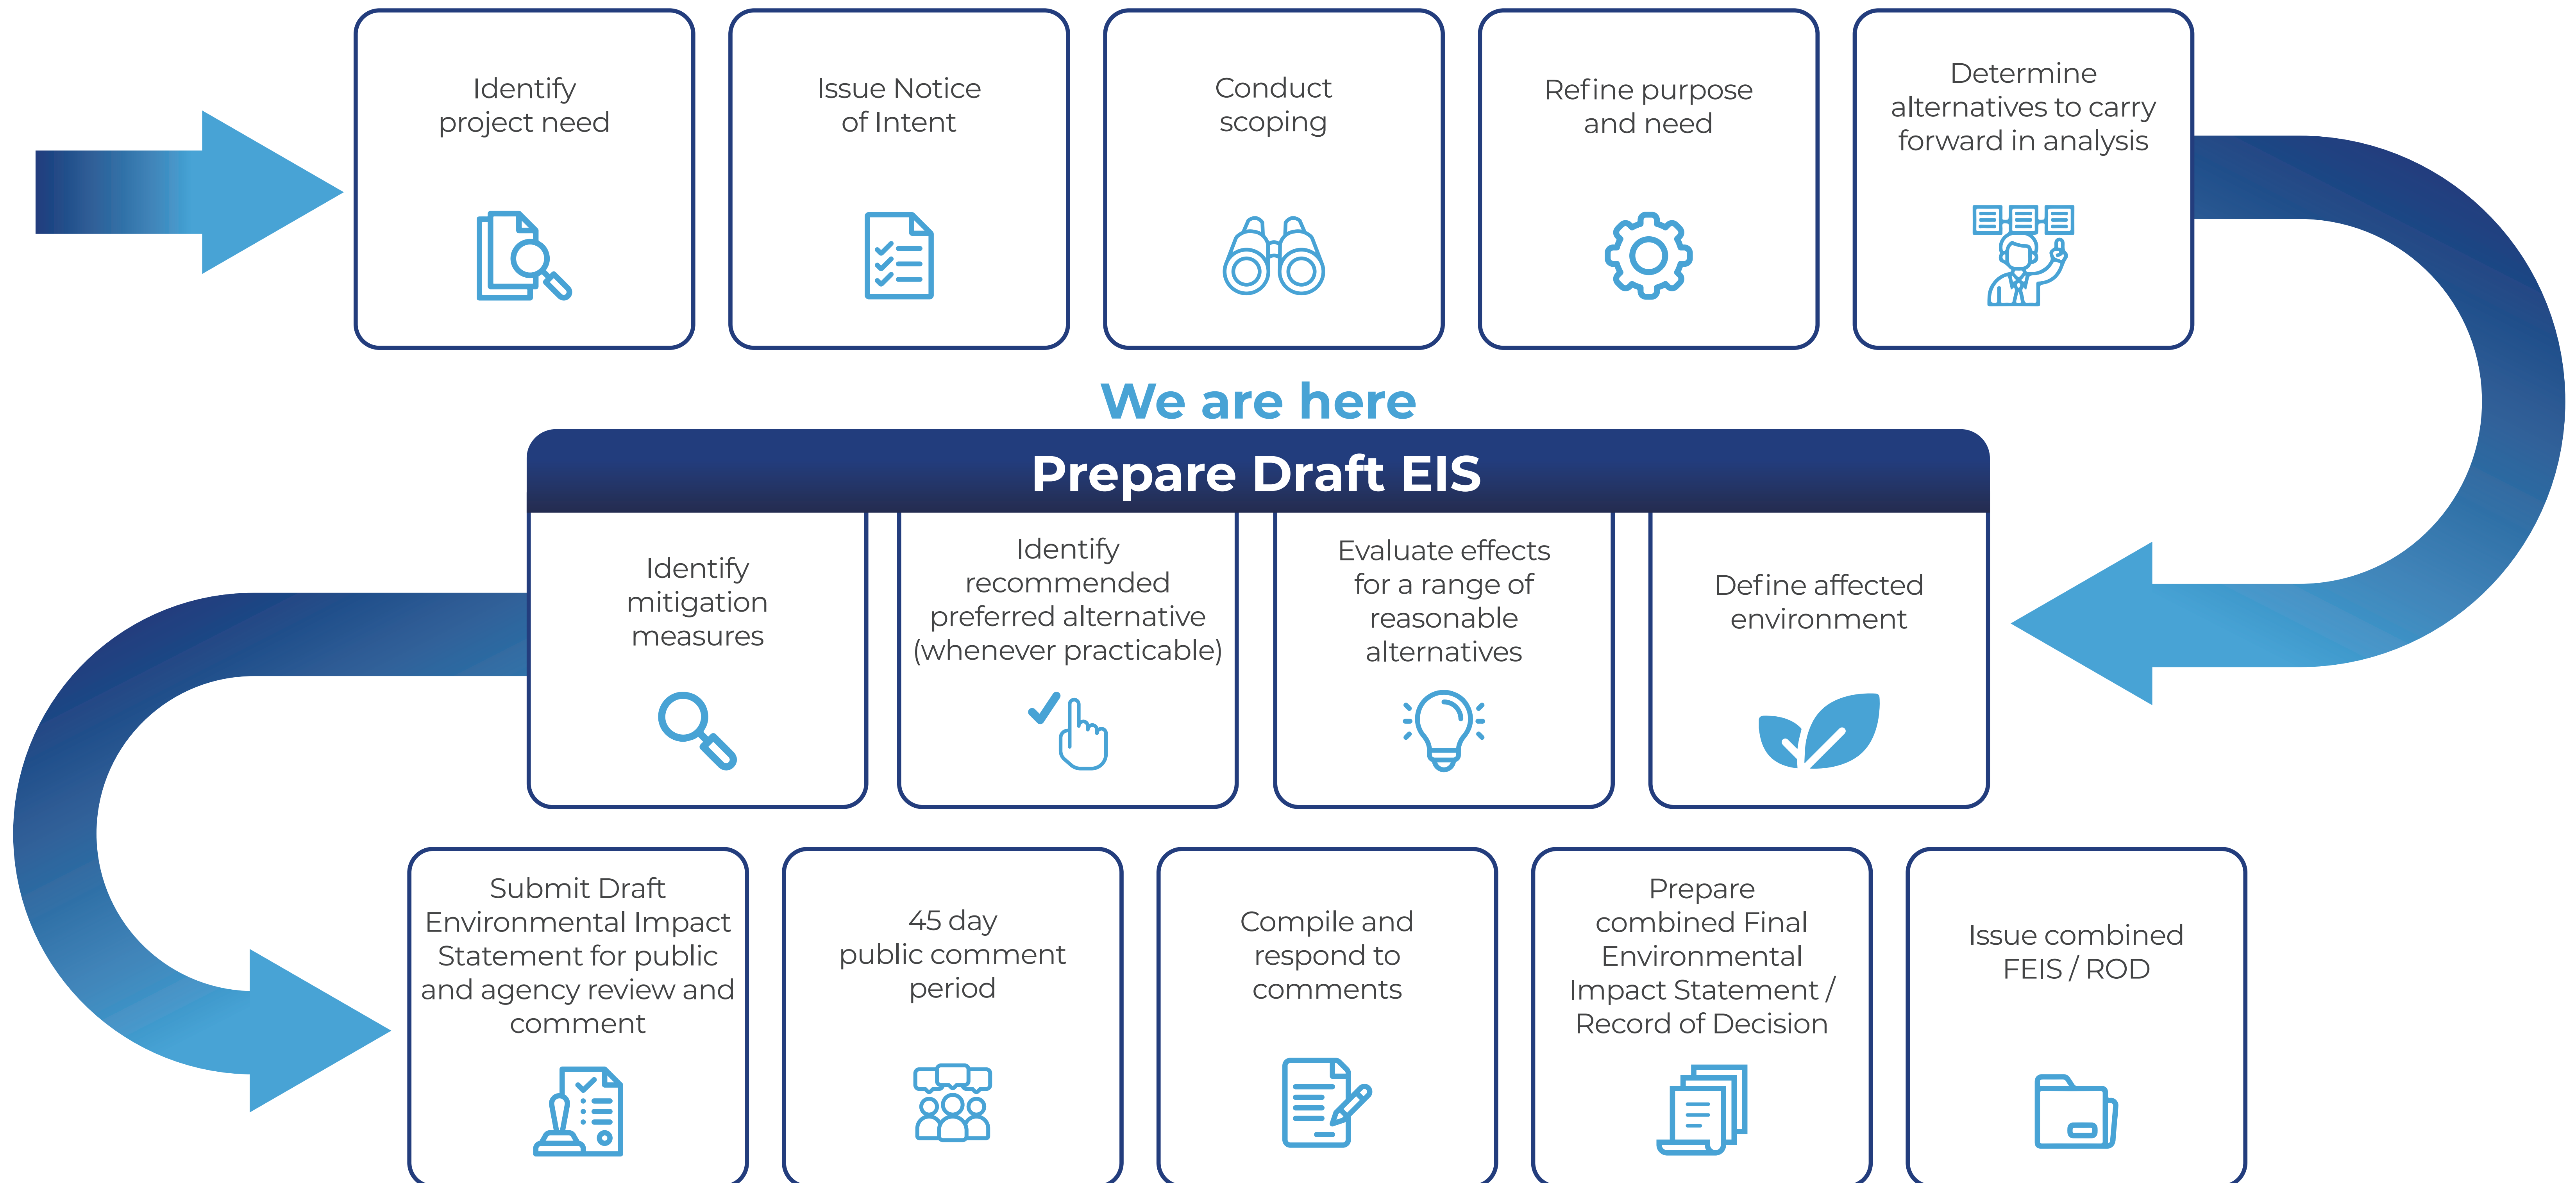 Identify
project need
Issue Notice
of Intent
Conduct
scoping
Refine purpose
and need
Determine
alternatives to carry
forward in analysis
We are here
Prepare Draft EIS
Identify
mitigation
measures
Identify
recommended
preferred alternative
(whenever practicable)
Evaluate effects
for a range of
reasonable
alternatives
Define affected
environment
Submit Draft
Environmental Impact
Statement for public
and agency review and
comment
45 day
public comment
period
Compile and
respond to
comments
Prepare
combined Final
Environmental
Impact Statement /
Record of Decision
Issue combined
FEIS / ROD